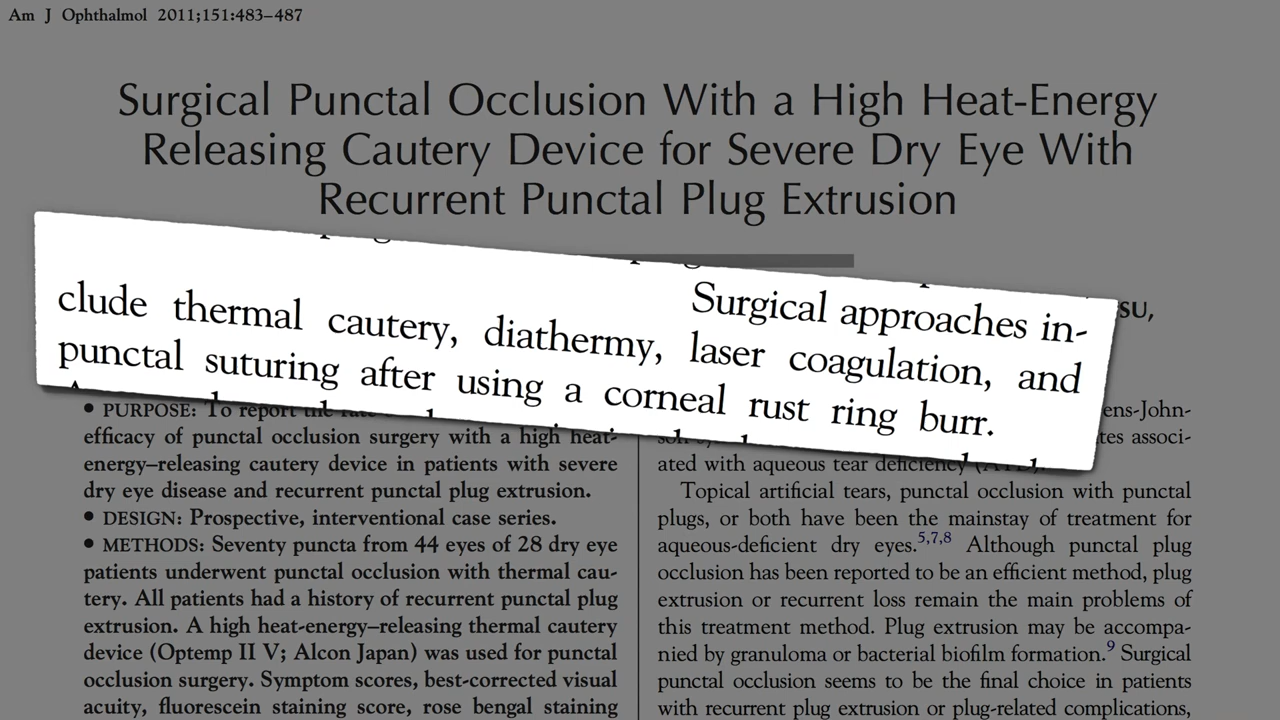 Am J Ophthalmol 2011;151:483–487
Surgical Punctal Occlusion With a High Heat-Energy
Releasing Cautery Device for Severe Dry Eye With
Recurrent Punctal Plug Extrusion
SU,
Surgical approaches in-
clude thermal cautery, diathermy, laser coagulation, and
punctal suturing after using a corneal rust ring burr.
• PURPOSE: To report the
efficacy of punctal occlusion surgery with a high heat-
energy–releasing cautery device in patients with severe
dry eye disease and recurrent punctal plug extrusion.
• DESIGN: Prospective, interventional case series.
• METHODS: Seventy puncta from 44 eyes of 28 dry eye
patients underwent punctal occlusion with thermal cau-
tery. All patients had a history of recurrent punctal plug
extrusion. A high heat-energy–releasing thermal cautery
device (Optemp II V; Alcon Japan) was used for punctal
occlusion surgery. Symptom scores, best-corrected visual
acuity, fluorescein staining score, rose bengal staining
ens-John-
tes associ-
ated with aqueous tear deficiency (ATD).
Topical artificial tears, punctal occlusion with punctal
plugs, or both have been the mainstay of treatment for
aqueous-deficient dry eyes.5,7,8 Although punctal plug
occlusion has been reported to be an efficient method, plug
extrusion or recurrent loss remain the main problems of
this treatment method. Plug extrusion may be accompa-
nied by granuloma or bacterial biofilm formation.9 Surgical
punctal occlusion seems to be the final choice in patients
with recurrent plug extrusion or plug-related complications,